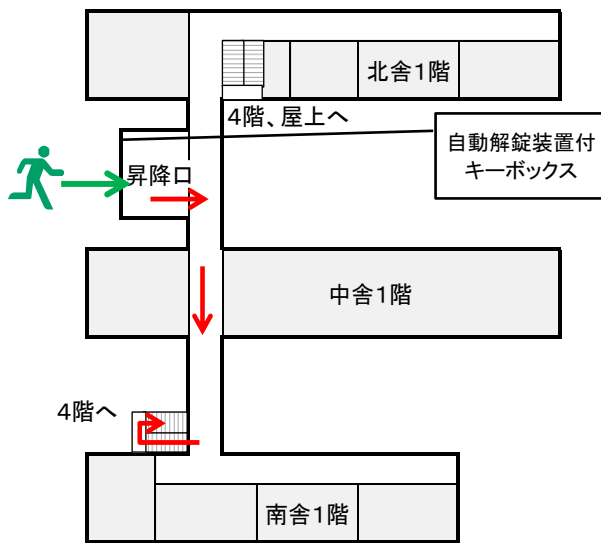 北舎1階
4階、屋上へ
自動解錠装置付
キーボックス
昇降口
中舎1階
4階へ
南舎1階